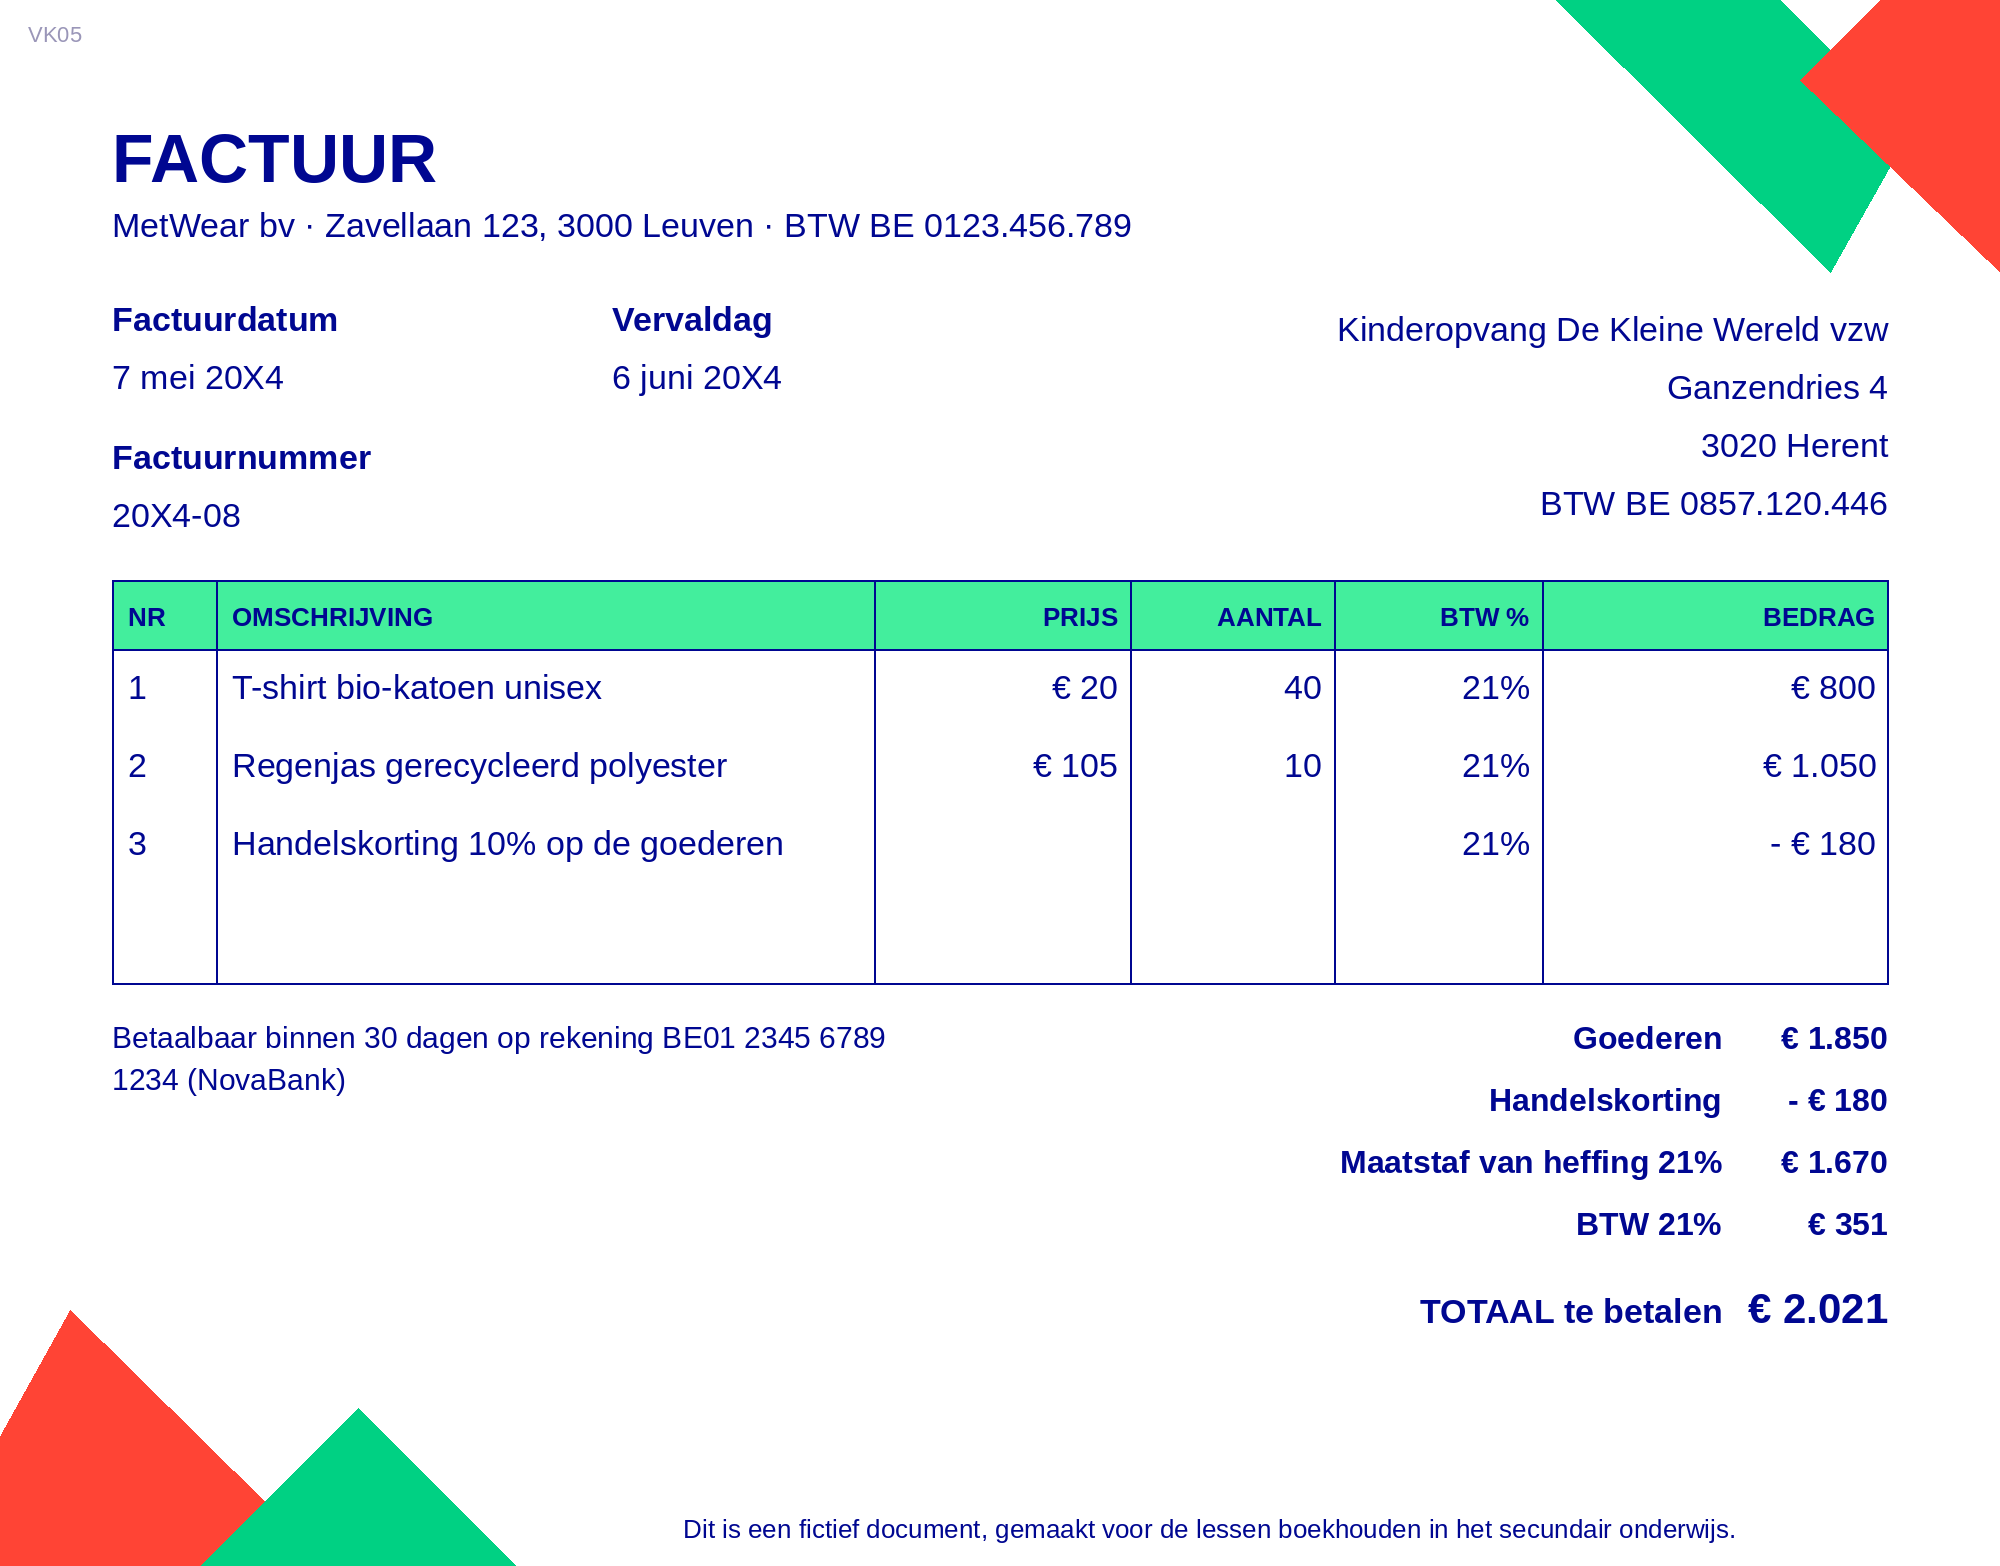 VK05
FACTUUR
MetWear bv · Zavellaan 123, 3000 Leuven · BTW BE 0123.456.789
Factuurdatum Vervaldag
7 mei 20X4 6 juni 20X4
Factuurnummer
20X4-08
Kinderopvang De Kleine Wereld vzw
Ganzendries 4
3020 Herent
BTW BE 0857.120.446
NR OMSCHRIJVING PRIJS AANTAL BTW % BEDRAG
1 T-shirt bio-katoen unisex € 20 40 21% € 800
2 Regenjas gerecycleerd polyester € 105 10 21% € 1.050
3 Handelskorting 10% op de goederen 21% - € 180
Betaalbaar binnen 30 dagen op rekening BE01 2345 6789
1234 (NovaBank)
Goederen € 1.850
Handelskorting - € 180
Maatstaf van heffing 21% € 1.670
BTW 21% € 351
TOTAAL te betalen € 2.021
Dit is een fictief document, gemaakt voor de lessen boekhouden in het secundair onderwijs.